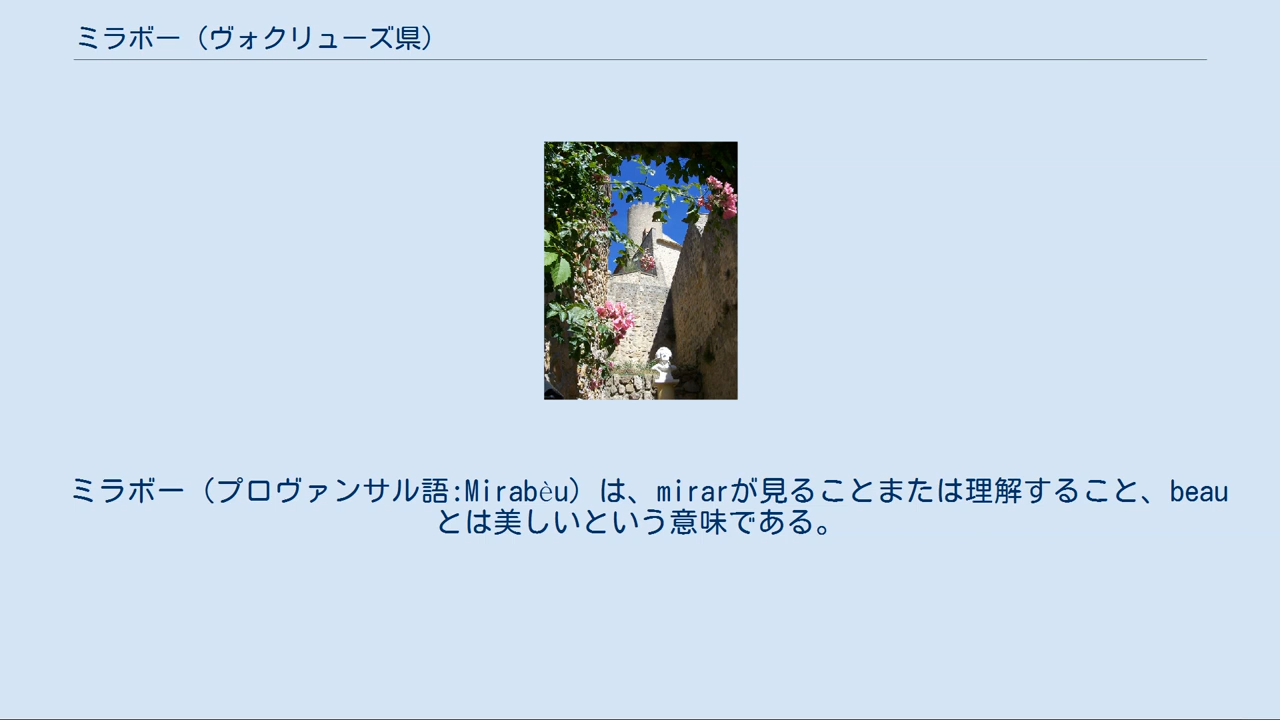 ミラボー（ヴォクリューズ県）
ミラボー（プロヴァンサル語:Mirabèu）は、mirarが見ることまたは理解すること、beau
とは美しいという意味である。